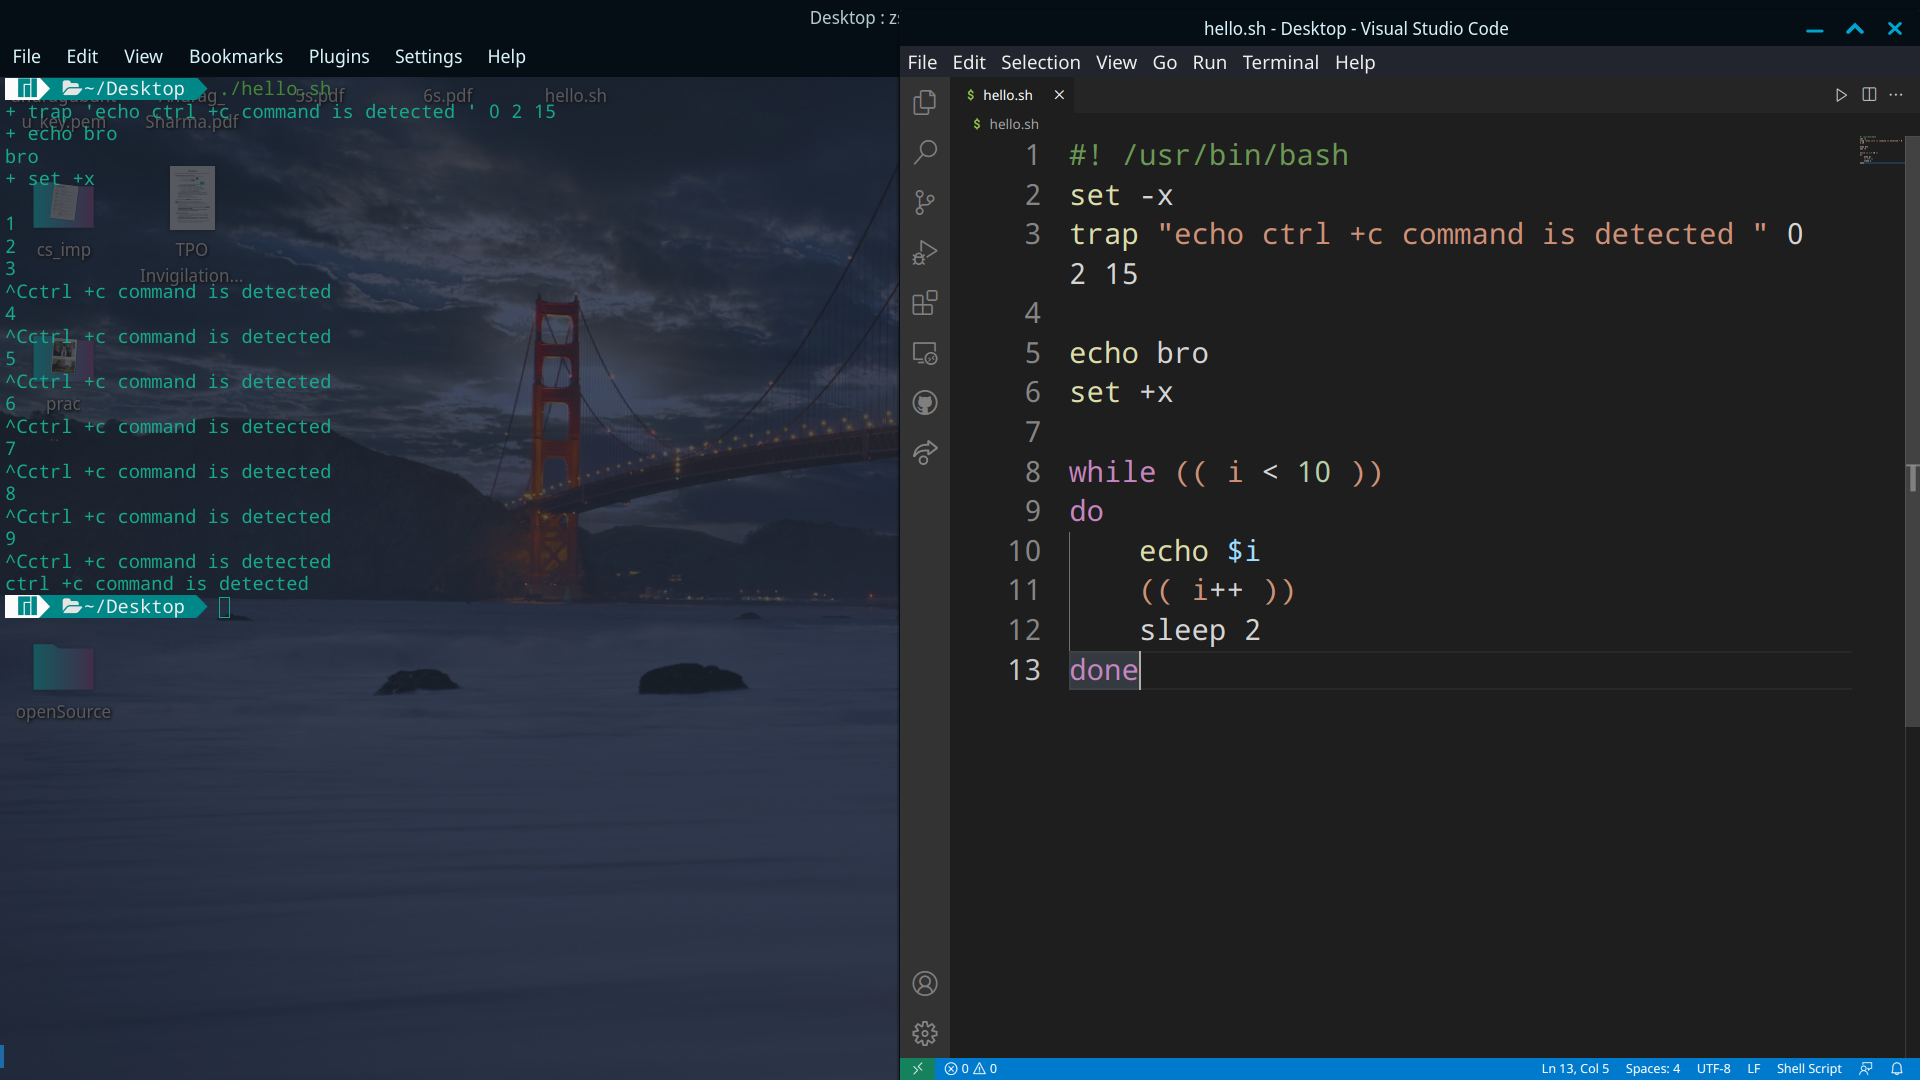 Desktop : zs
File Edit View Bookmarks Plugins Settings Help
~/Desktop ./hello.sh
+ trap 'echo ctrl +c command is detected ' 0 2 15
+ echo bro
bro
+ set +x
1
2
3
^Cctrl +c command is detected
4
^Cctrl +c command is detected
5
^Cctrl +c command is detected
6
^Cctrl +c command is detected
7
^Cctrl +c command is detected
8
^Cctrl +c command is detected
9
^Cctrl +c command is detected
ctrl +c command is detected
~/Desktop
5s.pdf
6s.pdf
hello.sh
u_key.pem
Sharma.pdf
cs_imp
TPO
Invigilation...
prac
openSource
hello.sh - Desktop - Visual Studio Code
File Edit Selection View Go Run Terminal Help
$ hello.sh
$ hello.sh
1 #! /usr/bin/bash
2 set -x
3 trap "echo ctrl +c command is detected " 0
2 15
4
5 echo bro
6 set +x
7
8 while (( i < 10 ))
9 do
10 echo $i
11 (( i++ ))
12 sleep 2
13 done
0 0 Ln 13, Col 5 Spaces: 4 UTF-8 LF Shell Script